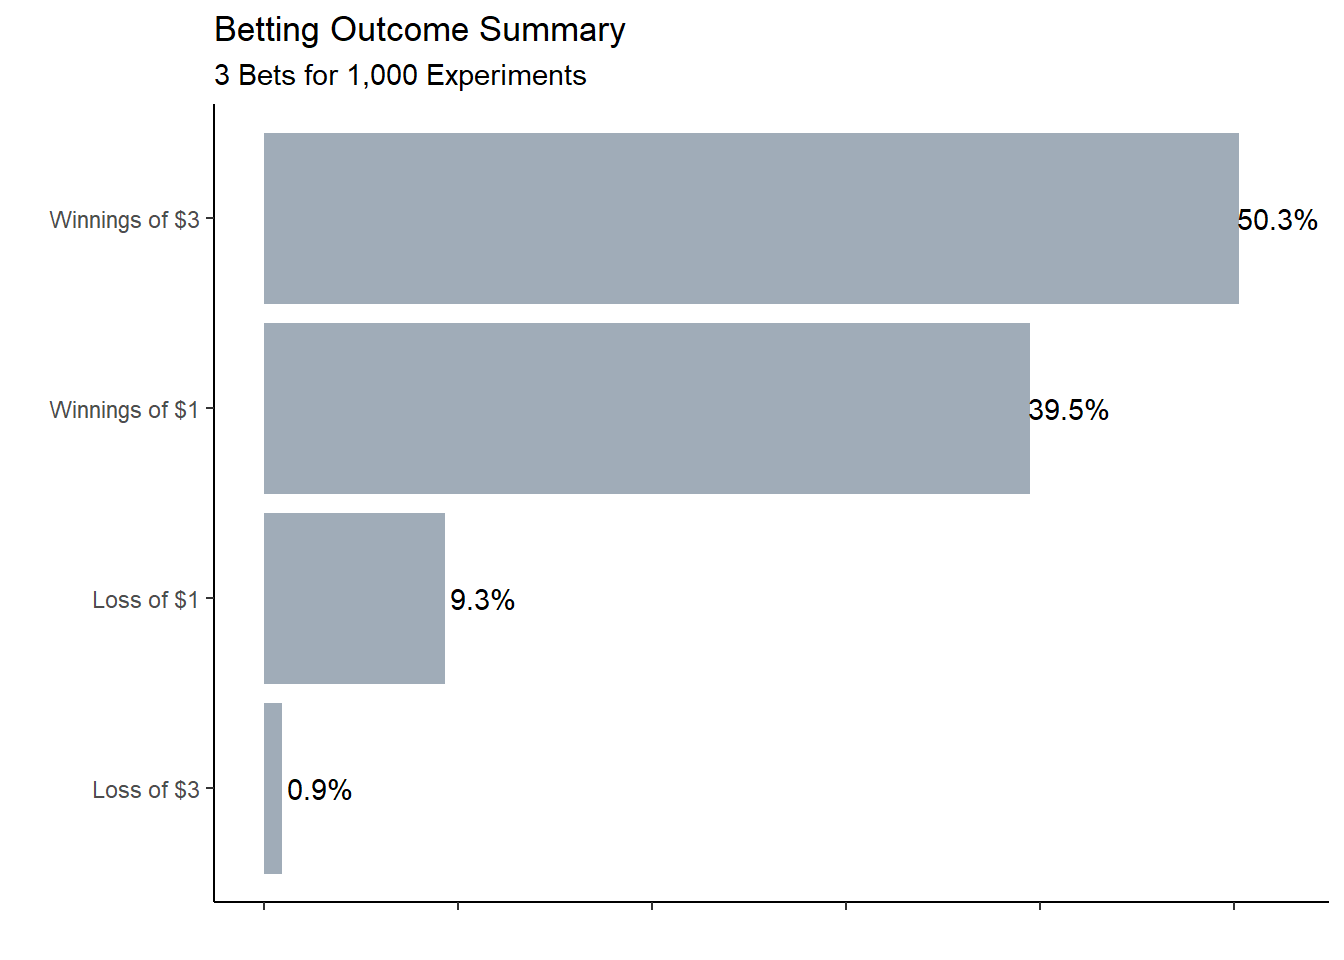 Betting Outcome Summary
3 Bets for 1,000 Experiments
Winnings of $3
50.3%
Winnings of $1
39.5%
Loss of $1
9.3%
Loss of $3
0.9%